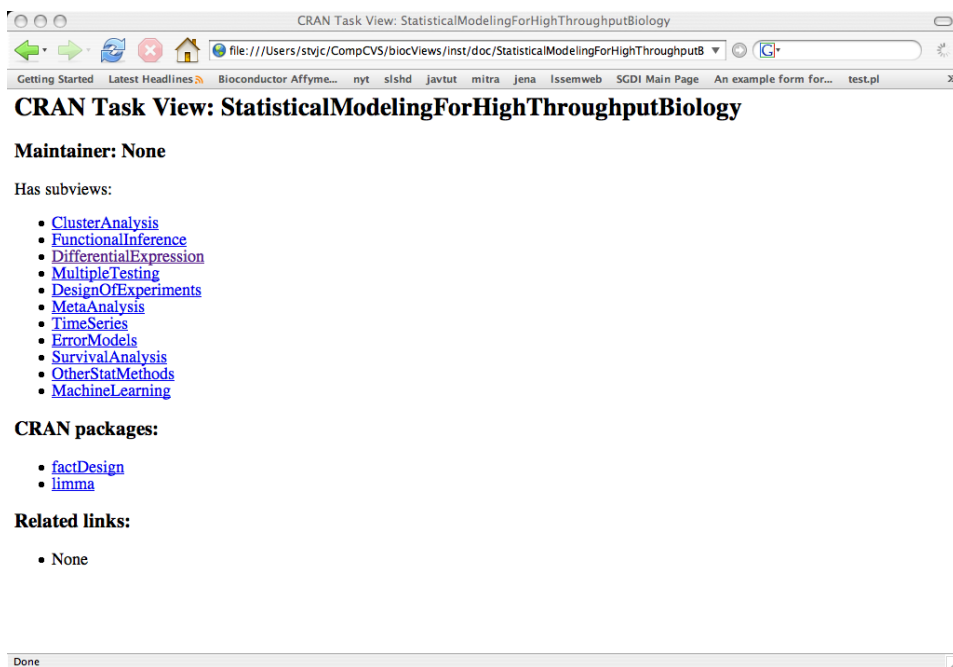 CRAN Task View: StatisticalModelingForHighThroughputBiology
file:///Users/stvjc/CompCVS/biocViews/inst/doc/StatisticalModelingForHighThroughputB
G
Getting Started Latest Headlines Bioconductor Affyme... nyt slshd javtut mitra jena lssemweb SGDI Main Page An example form for... test.pl
CRAN Task View: StatisticalModelingForHighThroughputBiology
Maintainer: None
Has subviews:
• ClusterAnalysis
• FunctionalInference
• DifferentialExpression
• MultipleTesting
• DesignOfExperiments
• MetaAnalysis
• TimeSeries
• ErrorModels
• SurvivalAnalysis
• OtherStatMethods
• MachineLearning
CRAN packages:
• factDesign
• limma
Related links:
• None
Done